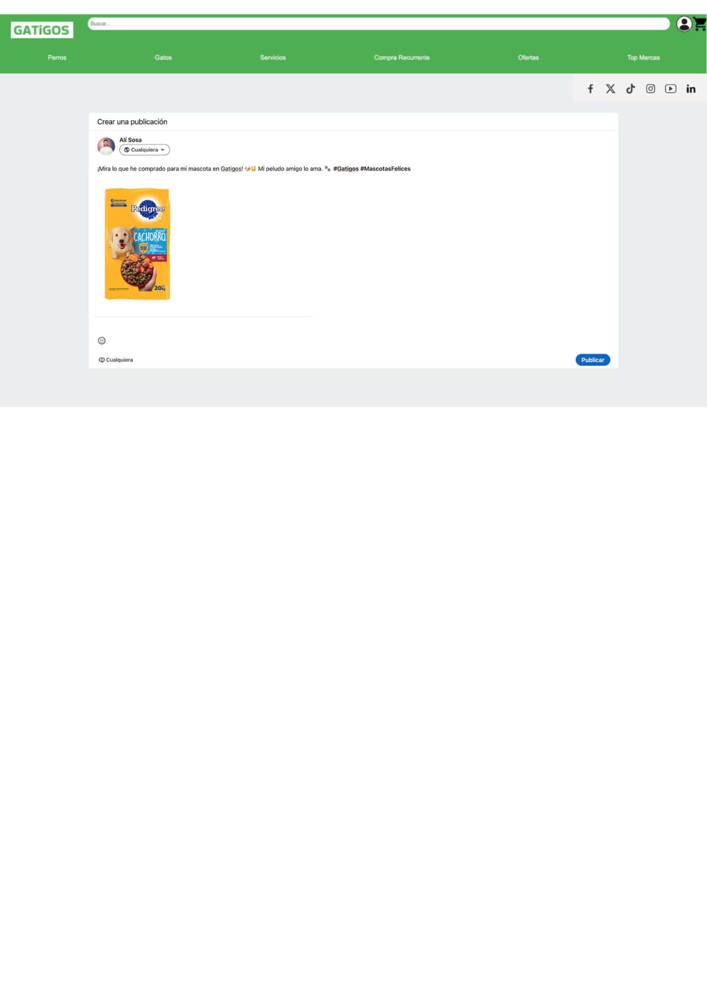 GATiGOS
Buscar...
Perros Gatos Servicios Compra Recurrente Ofertas Top Marcas
Crear una publicación
Alí Sosa
Cualquiera
¡Mira lo que he comprado para mi mascota en Gatigos! 🐶🐱 Mi peludo amigo lo ama. 🐾 #Gatigos #MascotasFelices
WALTHAM
Pedigree
CACHORRO
20kg
Cualquiera
Publicar